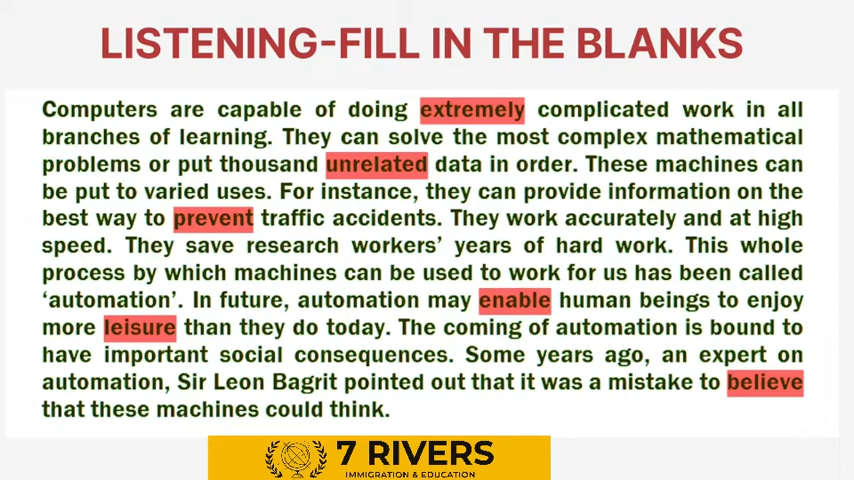 LISTENING-FILL IN THE BLANKS
Computers are capable of doing extremely complicated work in all
branches of learning. They can solve the most complex mathematical
problems or put thousand unrelated data in order. These machines can
be put to varied uses. For instance, they can provide information on the
best way to prevent traffic accidents. They work accurately and at high
speed. They save research workers’ years of hard work. This whole
process by which machines can be used to work for us has been called
‘automation’. In future, automation may enable human beings to enjoy
more leisure than they do today. The coming of automation is bound to
have important social consequences. Some years ago, an expert on
automation, Sir Leon Bagrit pointed out that it was a mistake to believe
that these machines could think.
7 RIVERS
IMMIGRATION & EDUCATION